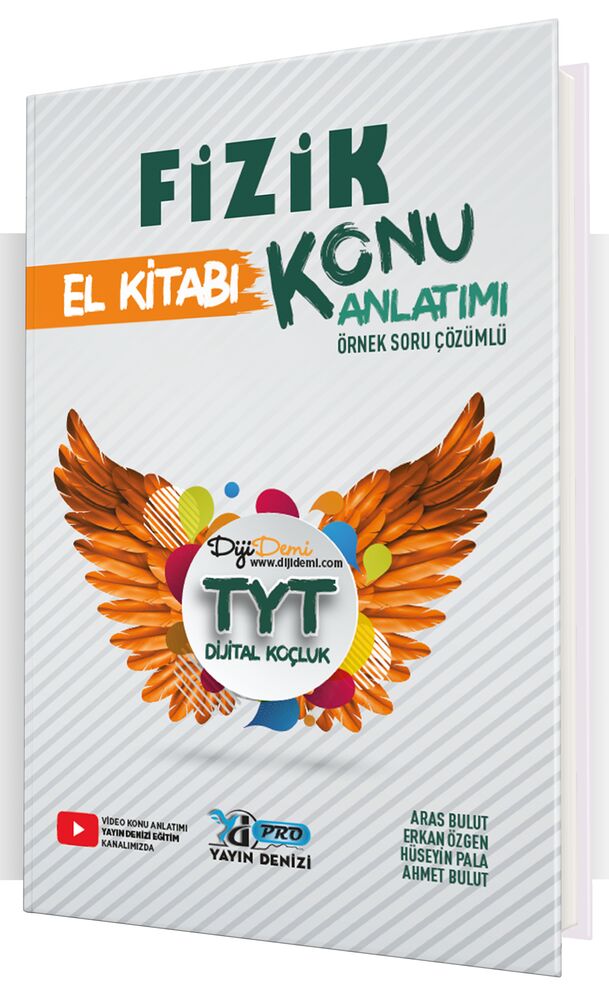 FİZİK
EL KİTABI
KONU
ANLATIMI
ÖRNEK SORU ÇÖZÜMLÜ
DijiDemi
www.dijidemi.com
TYT
DİJİTAL KOÇLUK
VİDEO KONU ANLATIMI
YAYIN DENİZİ EĞİTİM
KANALIMIZDA
yd PRO
YAYIN DENİZİ
ARAS BULUT
ERKAN ÖZGEN
HÜSEYİN PALA
AHMET BULUT